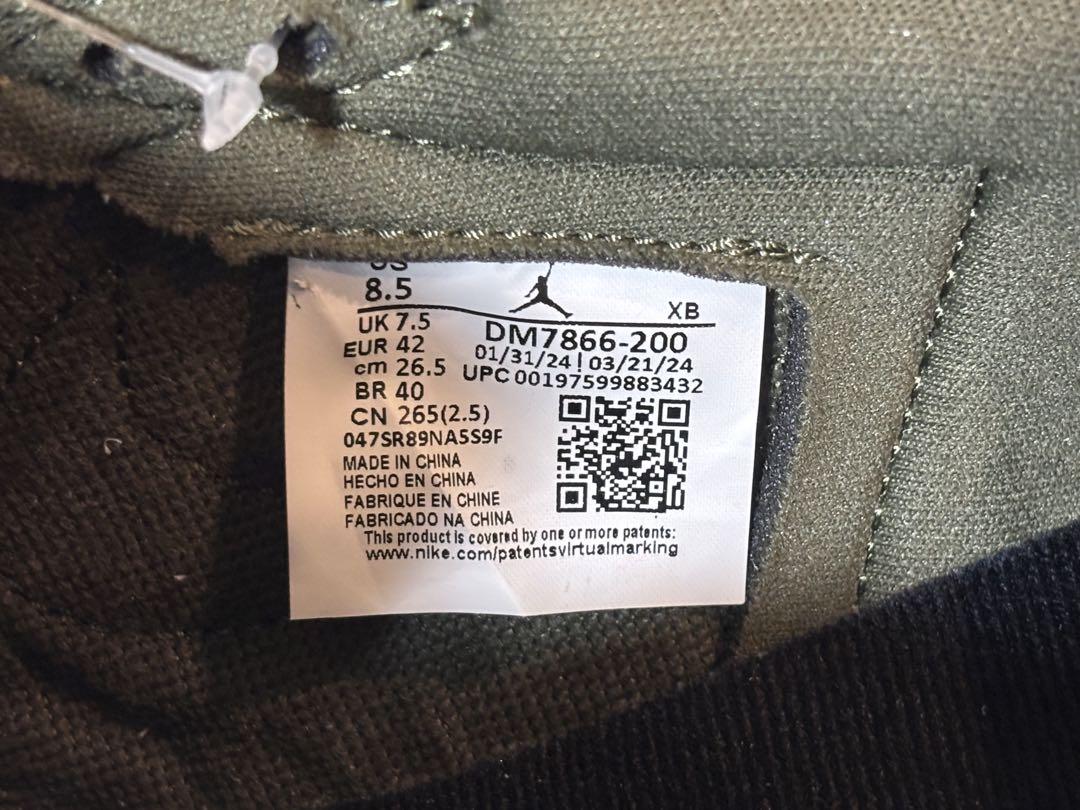 US
8.5
XB
UK 7.5
DM7866-200
EUR 42
01/31/24 | 03/21/24
cm 26.5
UPC 00197599883432
BR 40
CN 265(2.5)
047SR89NA5S9F
MADE IN CHINA
HECHO EN CHINA
FABRIQUE EN CHINE
FABRICADO NA CHINA
This product is covered by one or more patents:
www.nike.com/patentsvirtualmarking